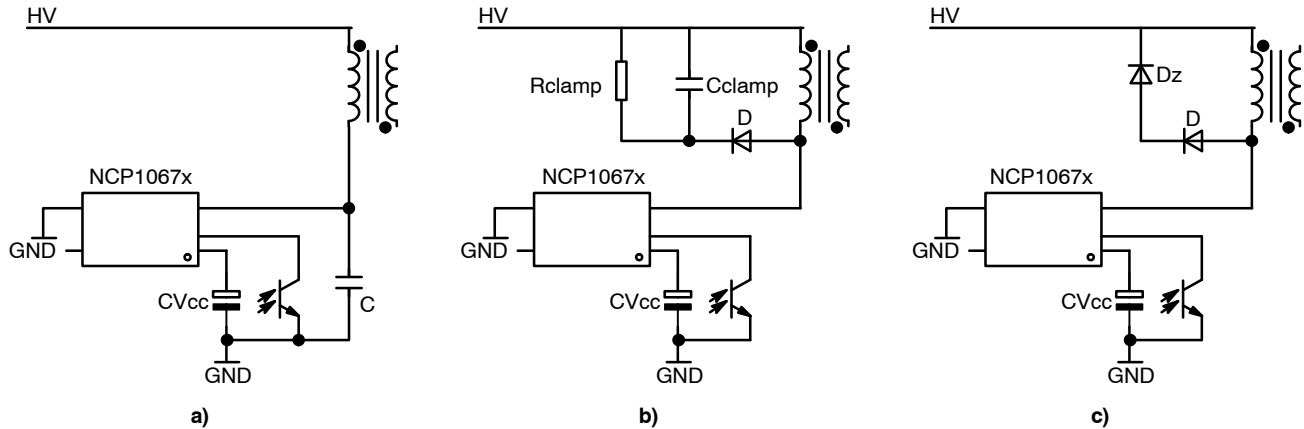 HV
NCP1067x
GND
CVcc
C
GND
a)
HV
Rclamp
Cclamp
D
NCP1067x
GND
CVcc
GND
b)
HV
Dz
D
NCP1067x
GND
CVcc
GND
c)